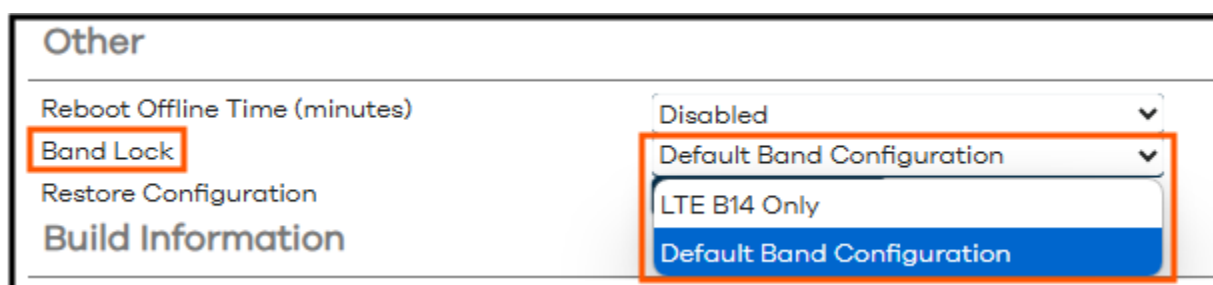 Other
Reboot Offline Time (minutes) Disabled
Band Lock Default Band Configuration
Restore Configuration
LTE B14 Only
Default Band Configuration
Build Information